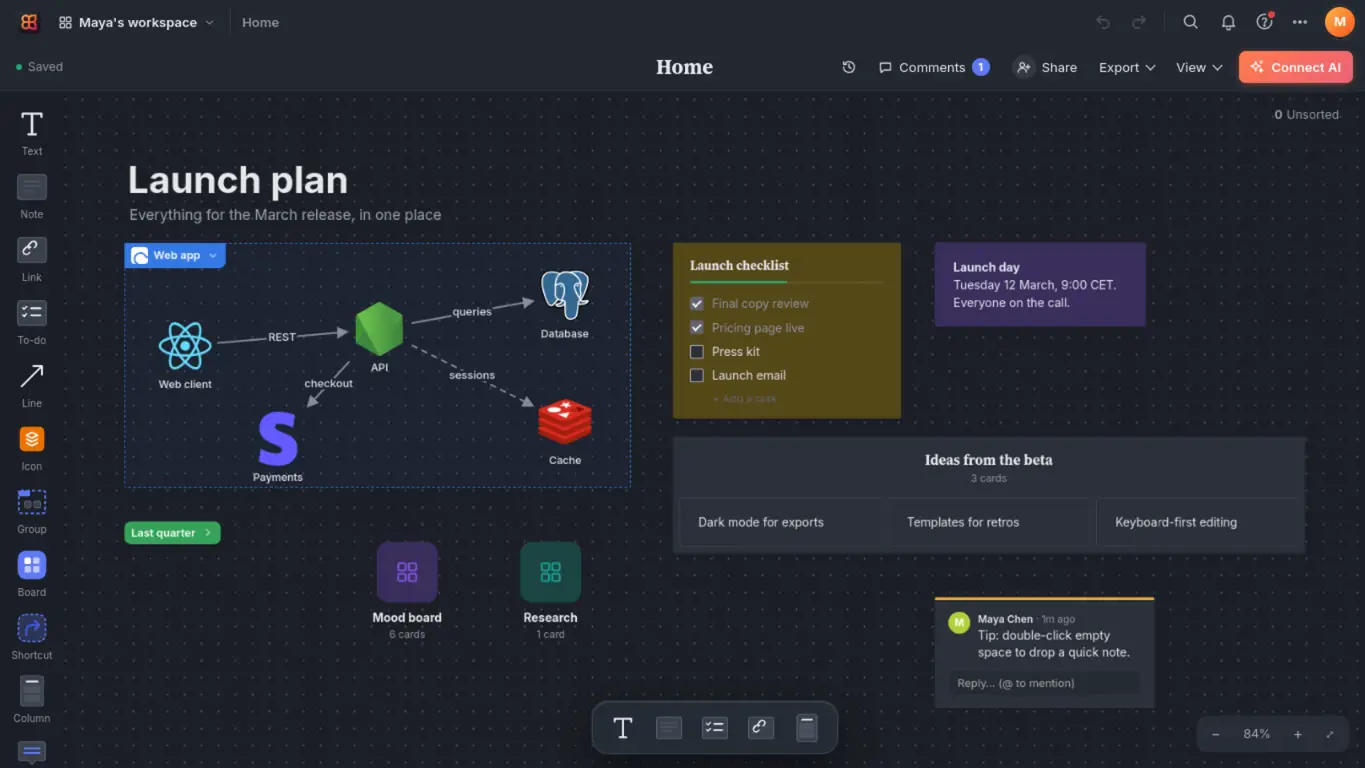 Maya's workspace
Home
M
Saved
Home
Comments 1
Share
Export
View
Connect AI
0 Unsorted
Text
Note
Link
To-do
Line
Icon
Group
Board
Shortcut
Column
Launch plan
Everything for the March release, in one place
Web app
REST
queries
checkout
sessions
Web client
API
Database
Payments
Cache
Launch checklist
Final copy review
Pricing page live
Press kit
Launch email
+ Add a task
Launch day
Tuesday 12 March, 9:00 CET.
Everyone on the call.
Ideas from the beta
3 cards
Dark mode for exports
Templates for retros
Keyboard-first editing
Last quarter
Mood board
6 cards
Research
1 card
M
Maya Chen · 1m ago
Tip: double-click empty
space to drop a quick note.
Reply... (@ to mention)
T
− 84% +